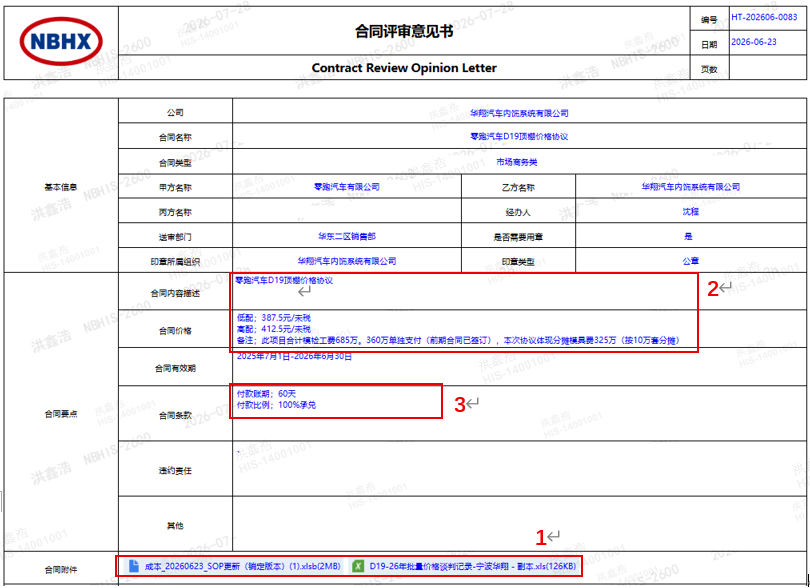 NBHX
合同评审意见书
Contract Review Opinion Letter
编号 HT-202606-0083
日期 2026-06-23
页数
基本信息
公司 华翔汽车内饰系统有限公司
合同名称 零跑汽车D19顶棚价格协议
合同类型 市场商务类
甲方名称 零跑汽车有限公司 乙方名称 华翔汽车内饰系统有限公司
丙方名称 经办人 沈程
送审部门 华东二区销售部 是否需要用章 是
印章所属组织 华翔汽车内饰系统有限公司 印章类型 公章
合同要点
合同内容描述 零跑汽车D19顶棚价格协议
2
合同价格 低配；387.5元/未税
高配；412.5元/未税
备注；此项目合计模检工费685万。360万单独支付（前期合同已签订），本次协议体现分摊模具费325万（按10万套分摊）
合同有效期 2025年7月1日-2026年6月30日
合同条款 付款账期；60天
付款比例；100%承兑
3
违约责任 .
其他
1
合同附件 成本_20260623_SOP更新（锁定版本）(1).xlsb(2MB) D19-26年批量价格谈判记录-宁波华翔 - 副本.xls(126KB)
洪鑫浩 NBHIS-2600
2026-07-28
HIS-14001001